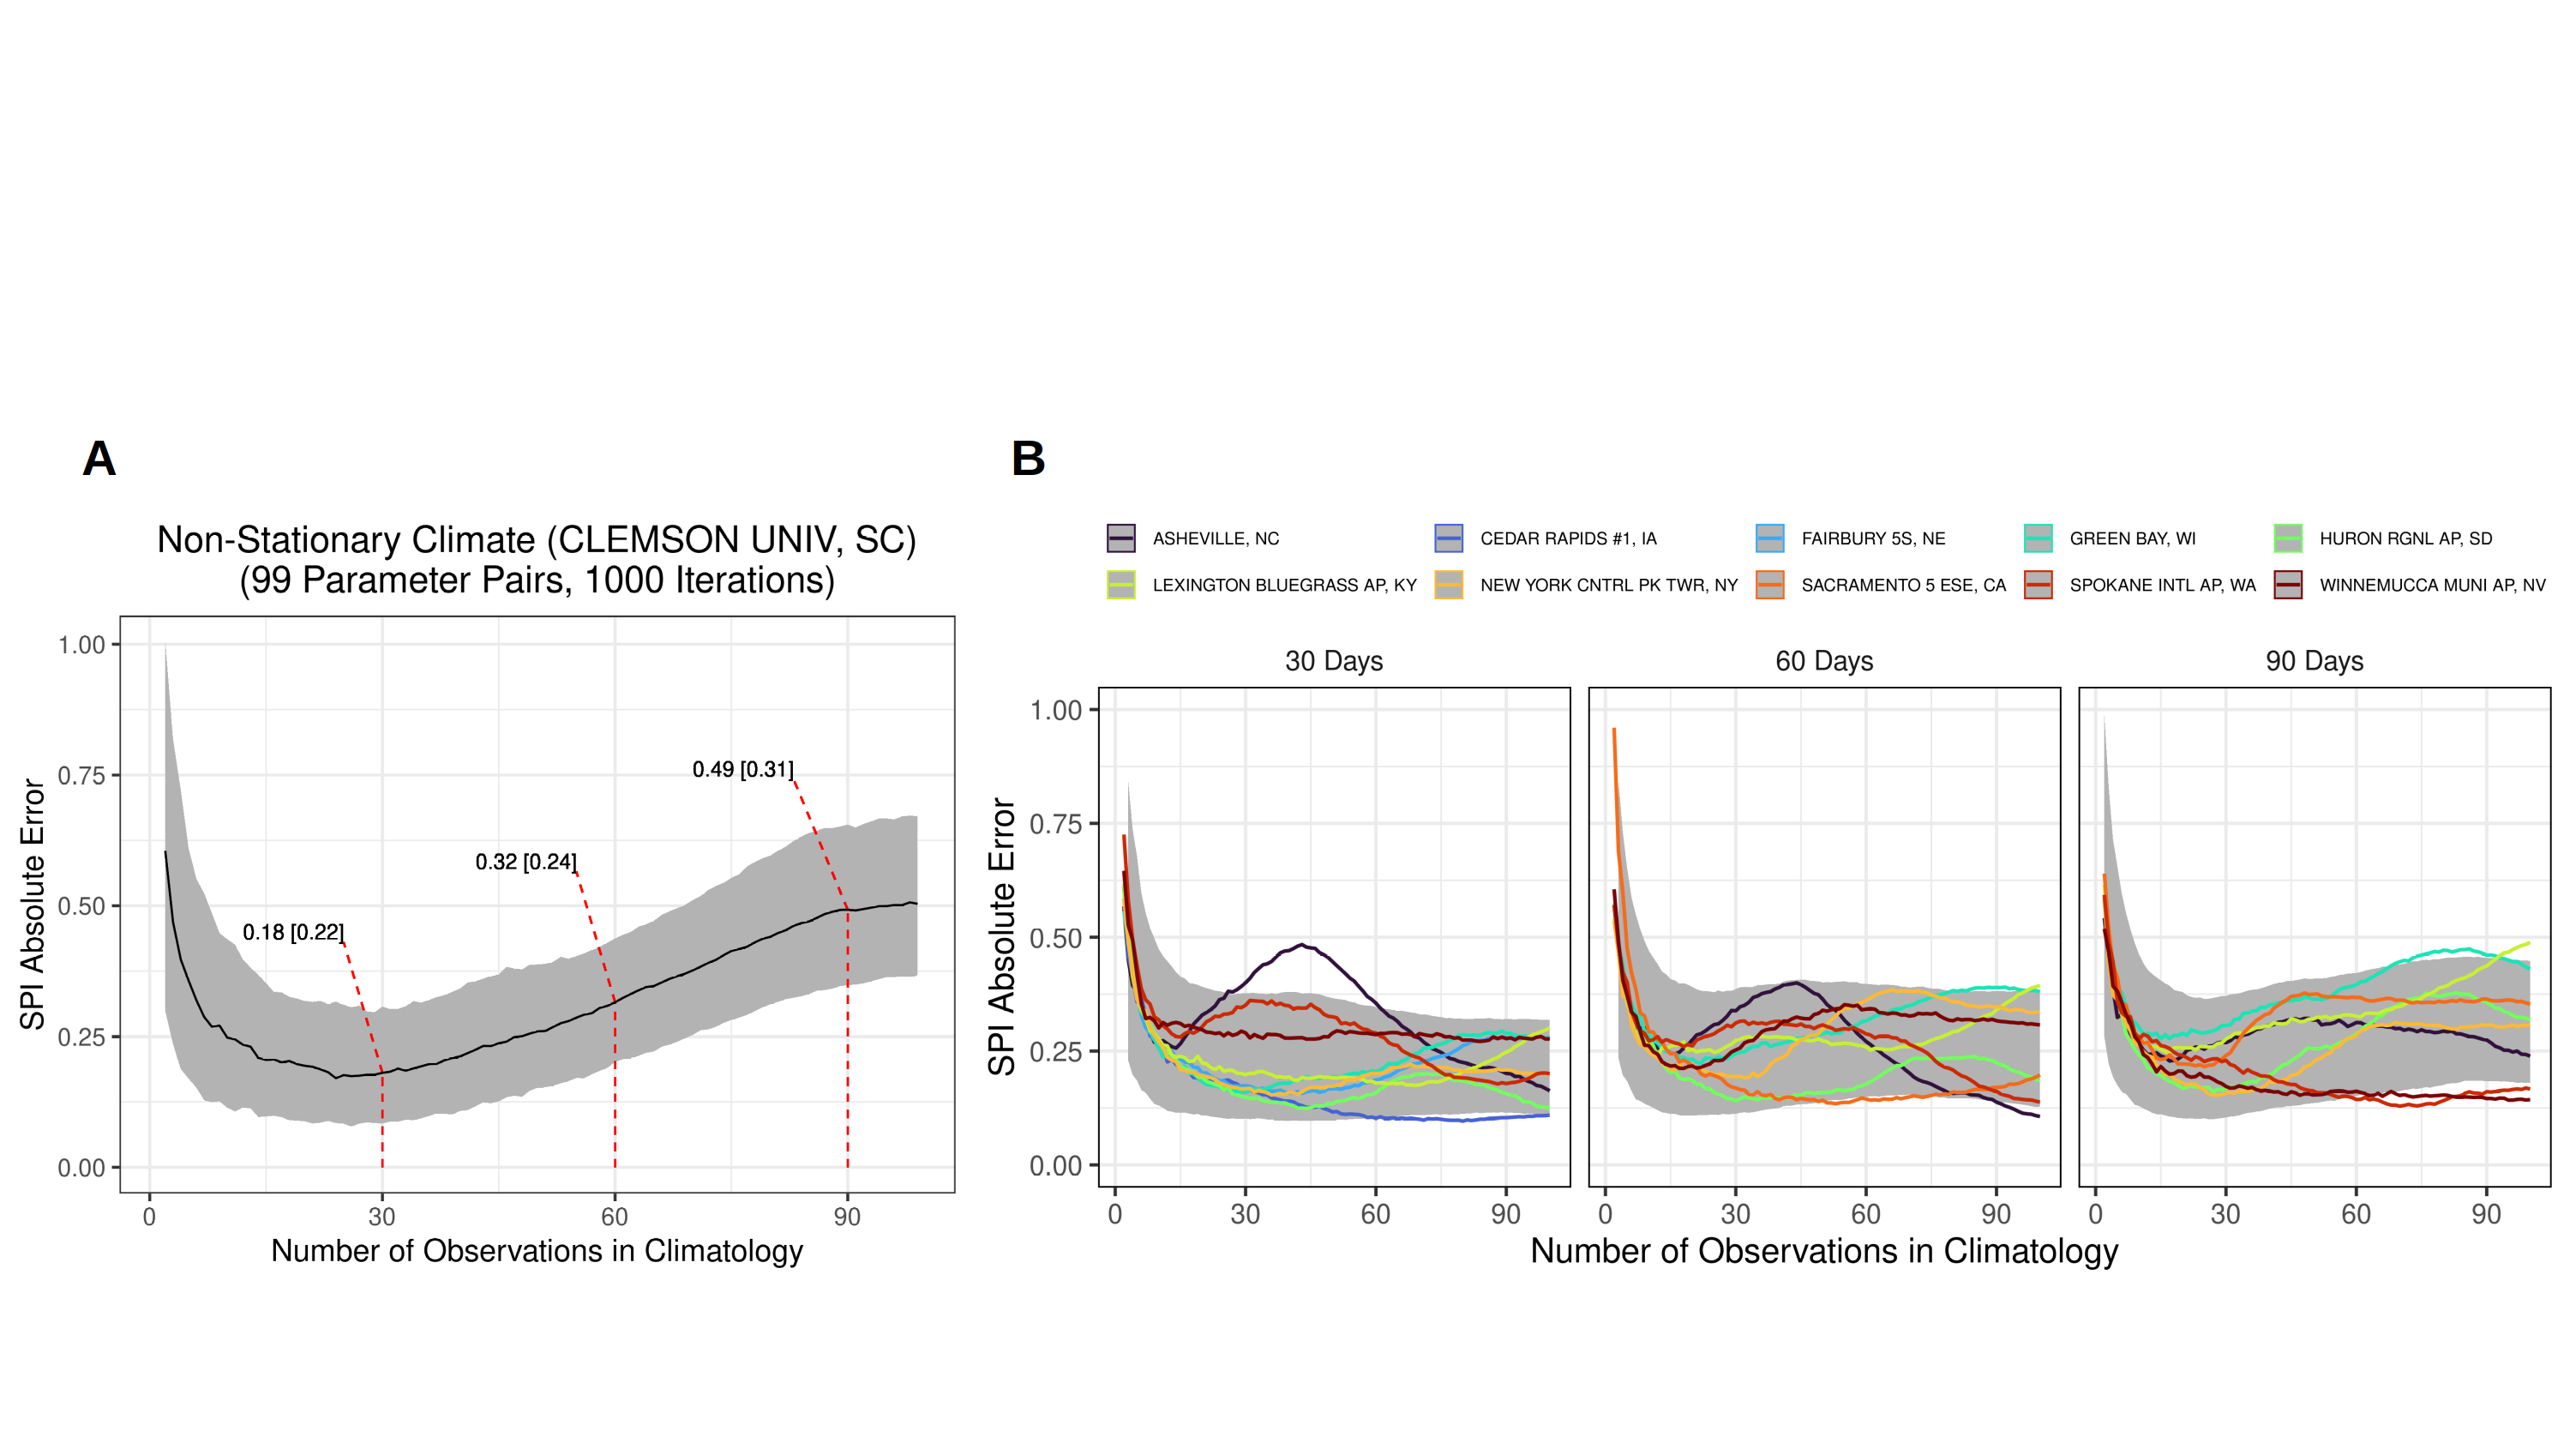 A
Non-Stationary Climate (CLEMSON UNIV, SC)
(99 Parameter Pairs, 1000 Iterations)
SPI Absolute Error
1.00
0.75
0.50
0.25
0.00
0.18 [0.22]
0.32 [0.24]
0.49 [0.31]
0 30 60 90
Number of Observations in Climatology
B
ASHEVILLE, NC CEDAR RAPIDS #1, IA FAIRBURY 5S, NE GREEN BAY, WI HURON RGNL AP, SD
LEXINGTON BLUEGRASS AP, KY NEW YORK CNTRL PK TWR, NY SACRAMENTO 5 ESE, CA SPOKANE INTL AP, WA WINNEMUCCA MUNI AP, NV
30 Days 60 Days 90 Days
SPI Absolute Error
1.00
0.75
0.50
0.25
0.00
0 30 60 90 0 30 60 90 0 30 60 90
Number of Observations in Climatology